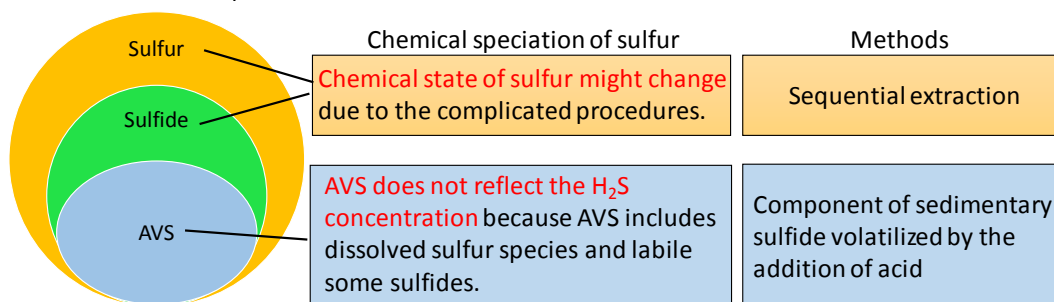 Sulfur
Sulfide
AVS
Chemical speciation of sulfur
Chemical state of sulfur might change
due to the complicated procedures.
AVS does not reflect the H₂S
concentration because AVS includes
dissolved sulfur species and labile
some sulfides.
Methods
Sequential extraction
Component of sedimentary
sulfide volatilized by the
addition of acid